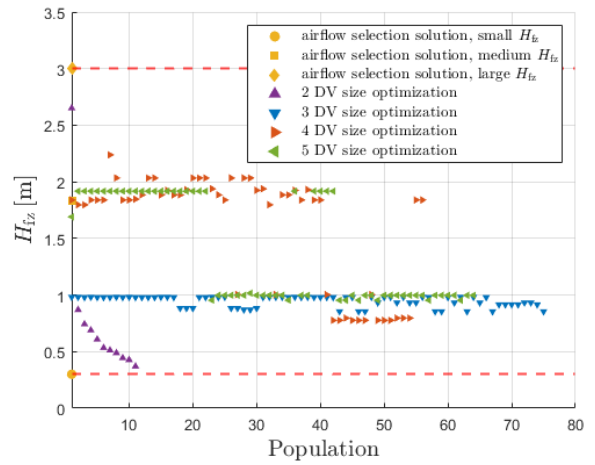 3.5
3
2.5
2
1.5
1
0.5
0
10
20
30
40
50
60
70
80
H_fz [m]
Population
airflow selection solution, small H_fz
airflow selection solution, medium H_fz
airflow selection solution, large H_fz
2 DV size optimization
3 DV size optimization
4 DV size optimization
5 DV size optimization